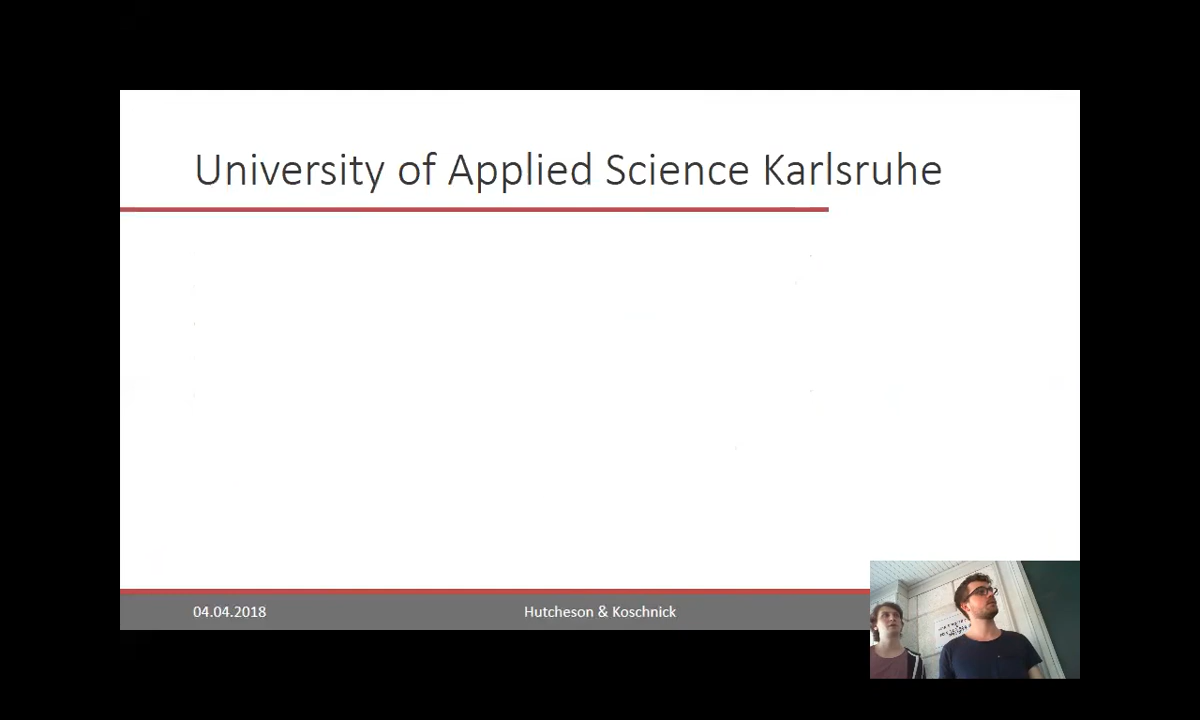 University of Applied Science Karlsruhe
04.04.2018
Hutcheson & Koschnick